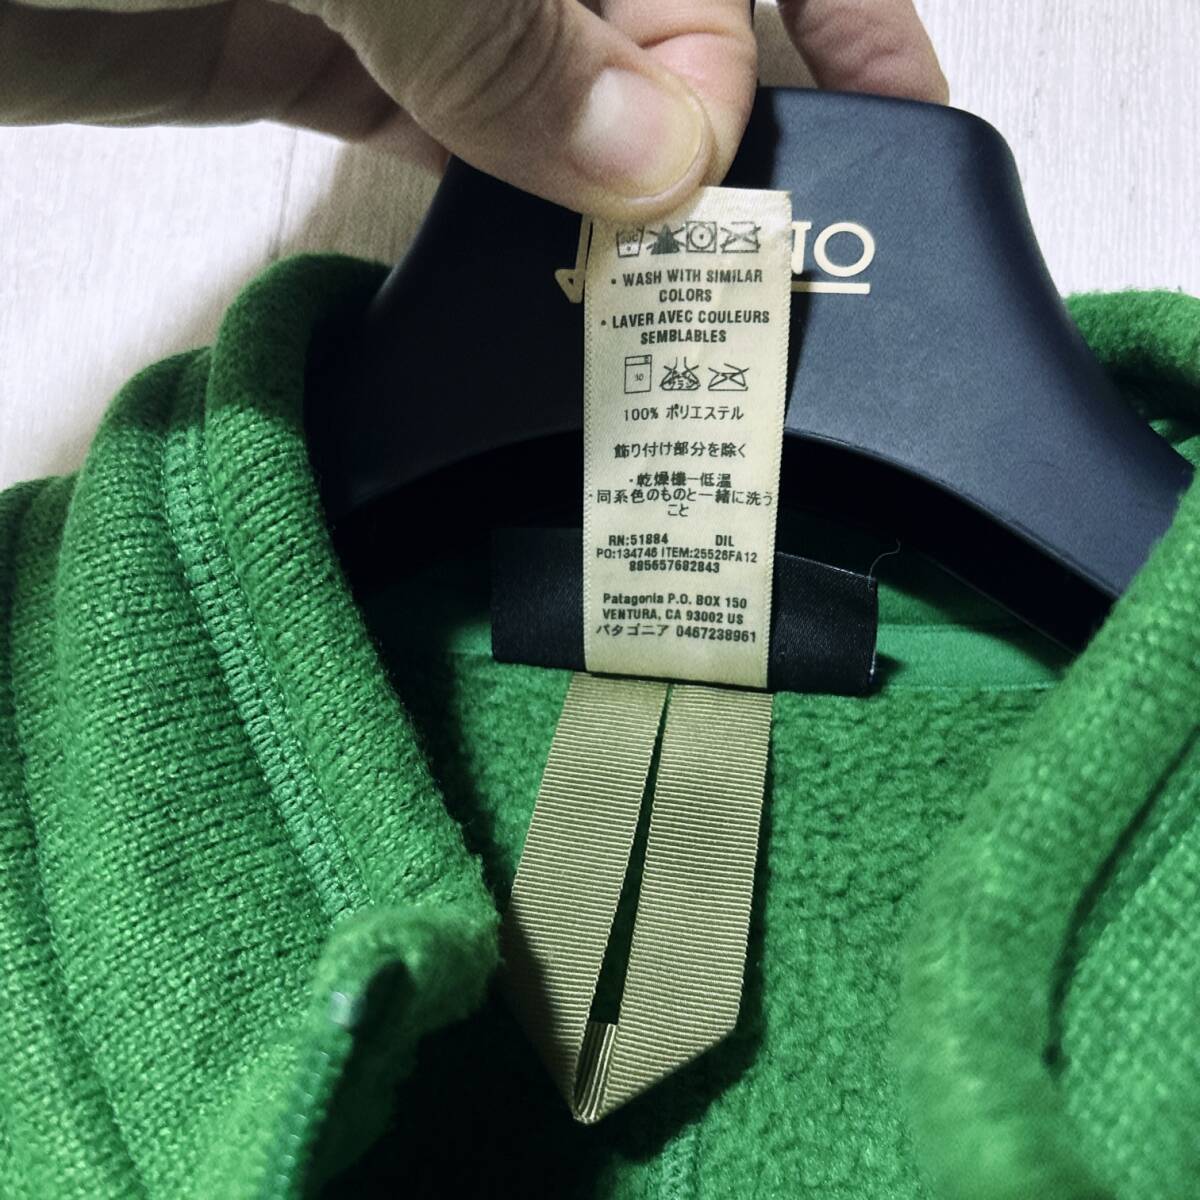 TO
• WASH WITH SIMILAR
COLORS
• LAVER AVEC COULEURS
SEMBLABLES
30
100% ポリエステル
飾り付け部分を除く
・乾燥機一低温
・同系色のものと一緒に洗う
こと
RN:51884 DIL
PO:134746 ITEM:25526FA12
885657682843
Patagonia P.O. BOX 150
VENTURA, CA 93002 US
パタゴニア 0467238961